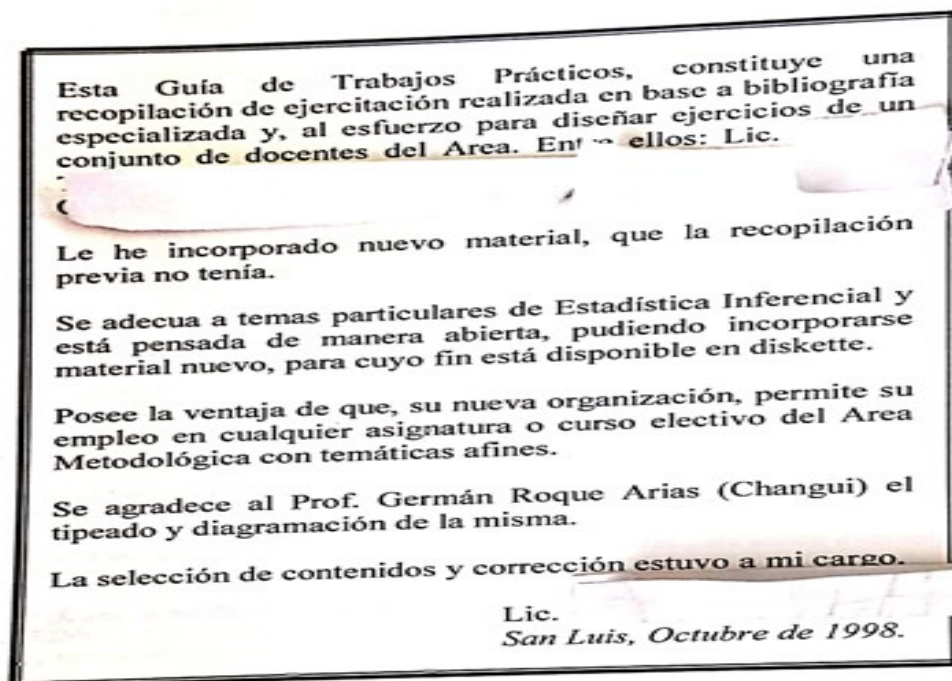 Esta Guía de Trabajos Prácticos, constituye una
recopilación de ejercitación realizada en base a bibliografía
especializada y, al esfuerzo para diseñar ejercicios de un
conjunto de docentes del Area. ellos: Lic.
Le he incorporado nuevo material, que la recopilación
previa no tenía.
Se adecua a temas particulares de Estadística Inferencial y
está pensada de manera abierta, pudiendo incorporarse
material nuevo, para cuyo fin está disponible en diskette.
Posee la ventaja de que, su nueva organización, permite su
empleo en cualquier asignatura o curso electivo del Area
Metodológica con temáticas afines.
Se agradece al Prof. Germán Roque Arias (Changui) el
tipeado y diagramación de la misma.
La selección de contenidos y corrección estuvo a mi cargo.
Lic.
San Luis, Octubre de 1998.